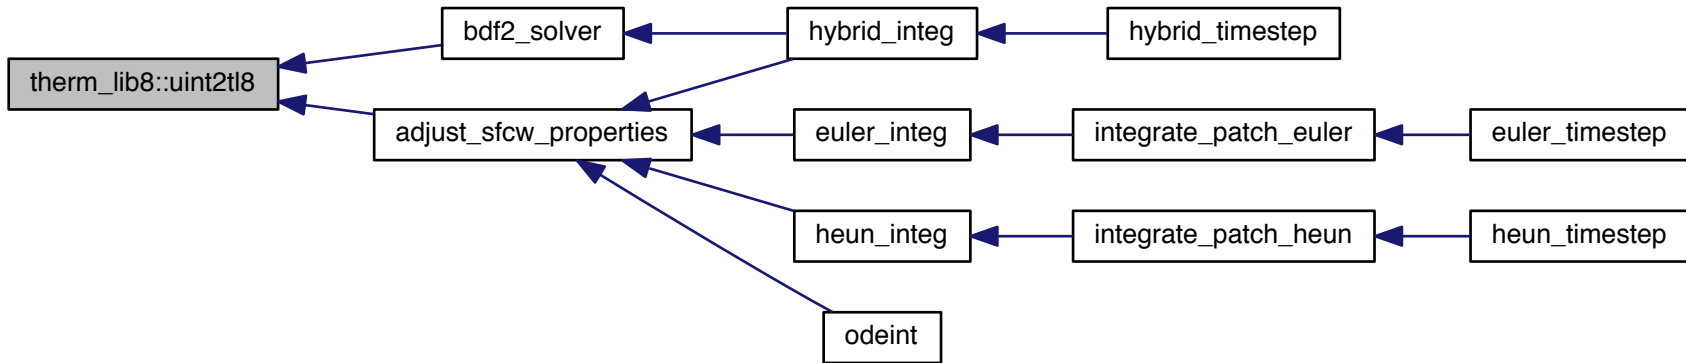 bdf2_solver
hybrid_integ
hybrid_timestep
therm_lib8::uint2tl8
adjust_sfcw_properties
euler_integ
integrate_patch_euler
euler_timestep
heun_integ
integrate_patch_heun
heun_timestep
odeint